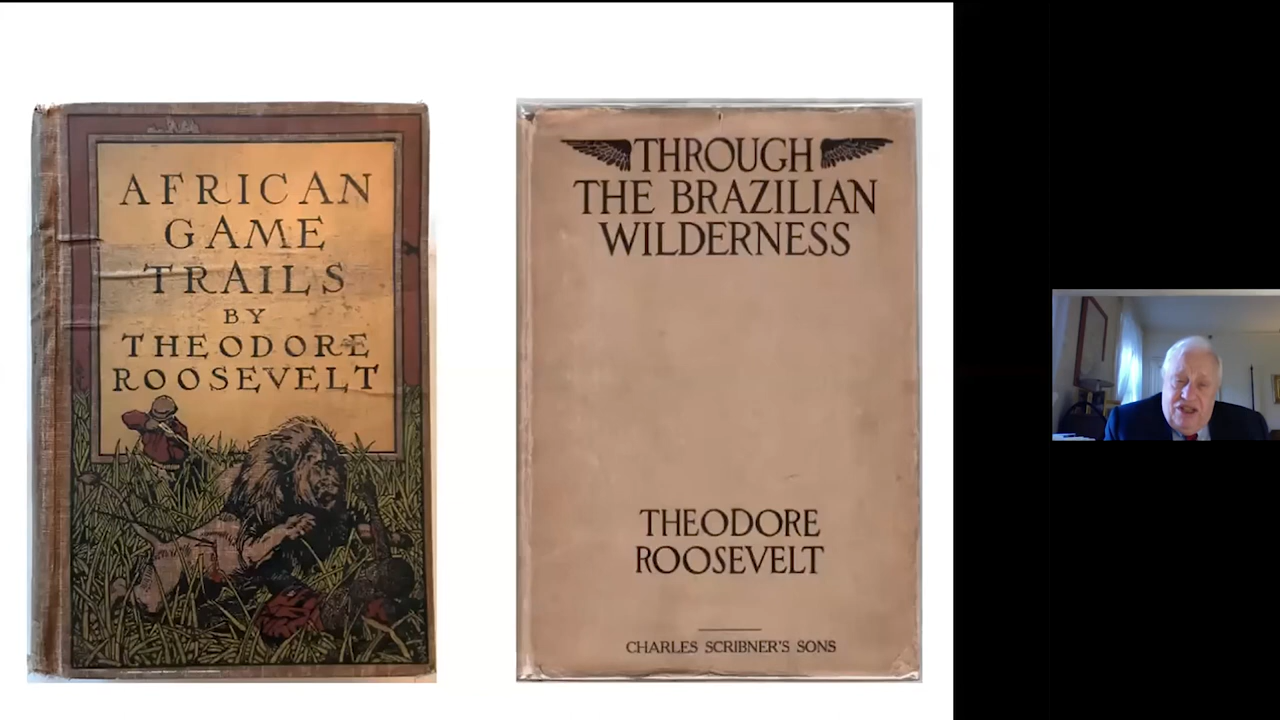 AFRICAN
GAME
TRAILS
BY
THEODORE
ROOSEVELT
THROUGH
THE BRAZILIAN
WILDERNESS
THEODORE
ROOSEVELT
CHARLES SCRIBNER'S SONS